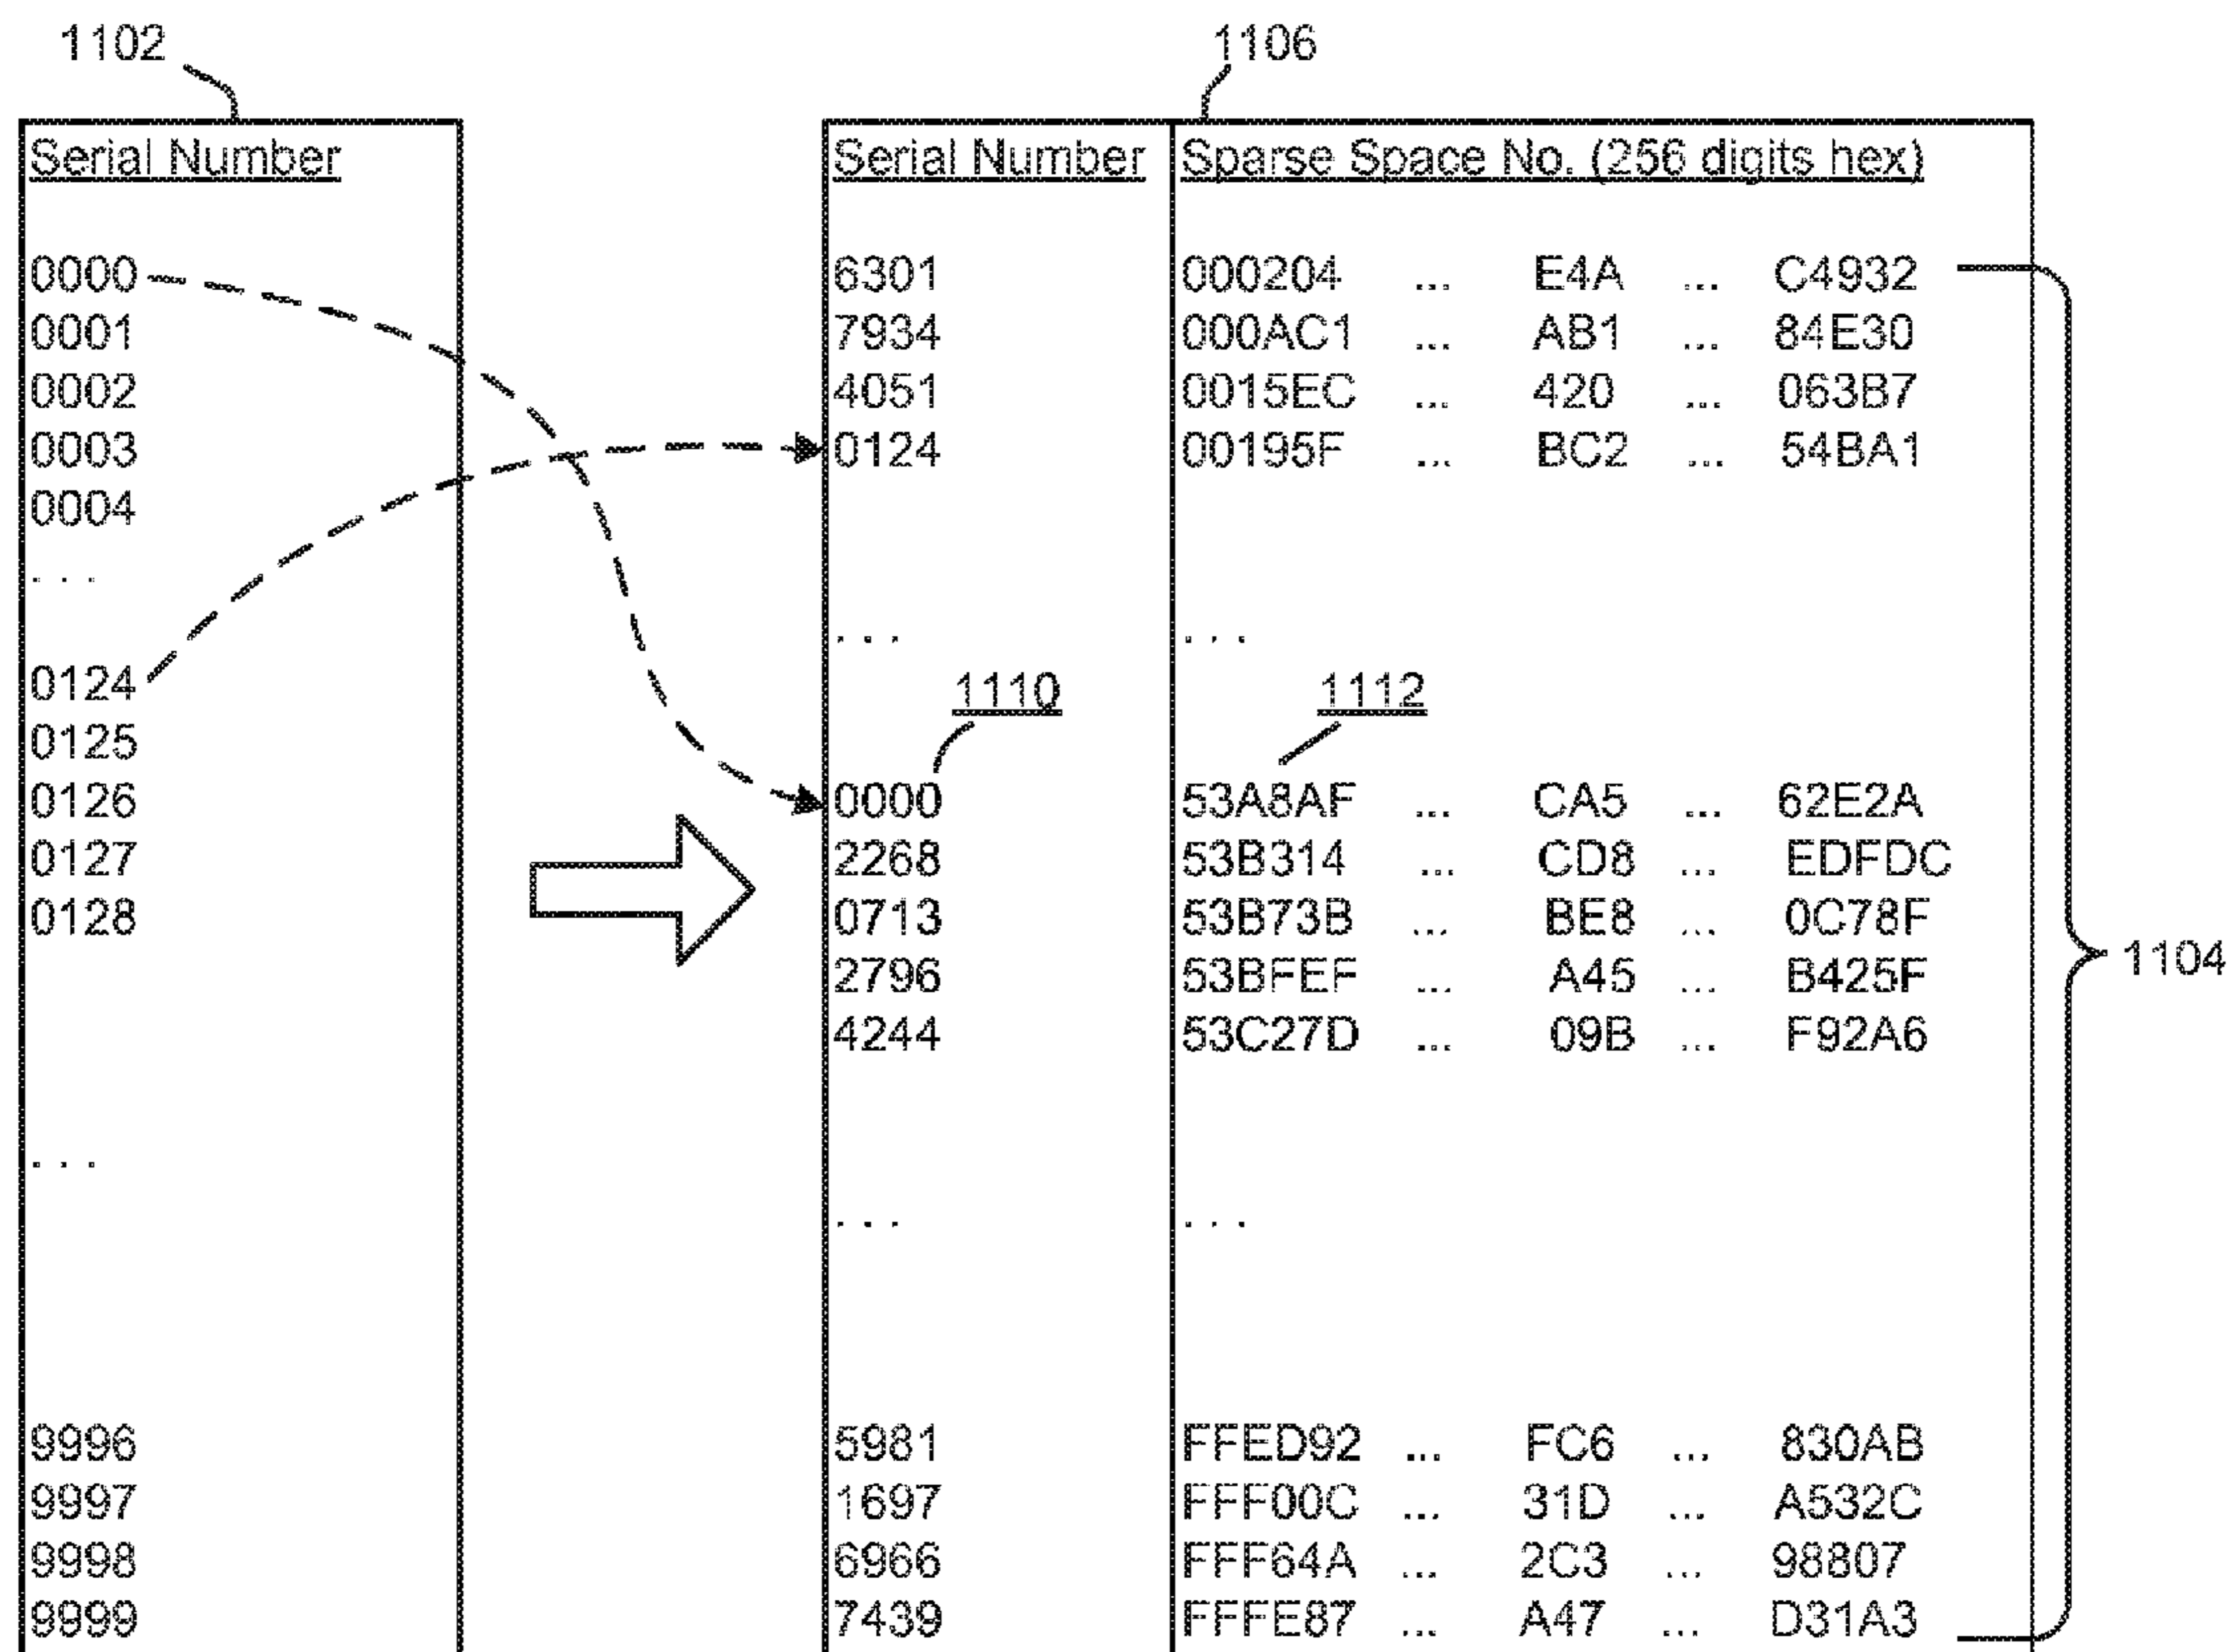 1102 1106
Serial Number Serial Number Sparse Space No. (256 digits hex)
0000 6301 000204 ... E4A ... C4932
0001 7934 000AC1 ... AB1 ... 84E30
0002 4051 0015EC ... 420 ... 063B7
0003 0124 00195F ... BC2 ... 54BA1
0004
. . .
. . . . . .
0124 1110 1112
0125
0126 0000 53A8AF ... CA5 ... 62E2A
0127 2268 53B314 ... CD8 ... EDFDC
0128 0713 53B73B ... BE8 ... 0C78F
2796 53BFEF ... A45 ... B425F 1104
4244 53C27D ... 09B ... F92A6
. . .
. . . . . .
9996 5981 FFED92 ... FC6 ... 830AB
9997 1697 FFF00C ... 31D ... A532C
9998 6966 FFF64A ... 2C3 ... 98807
9999 7439 FFFE87 ... A47 ... D31A3